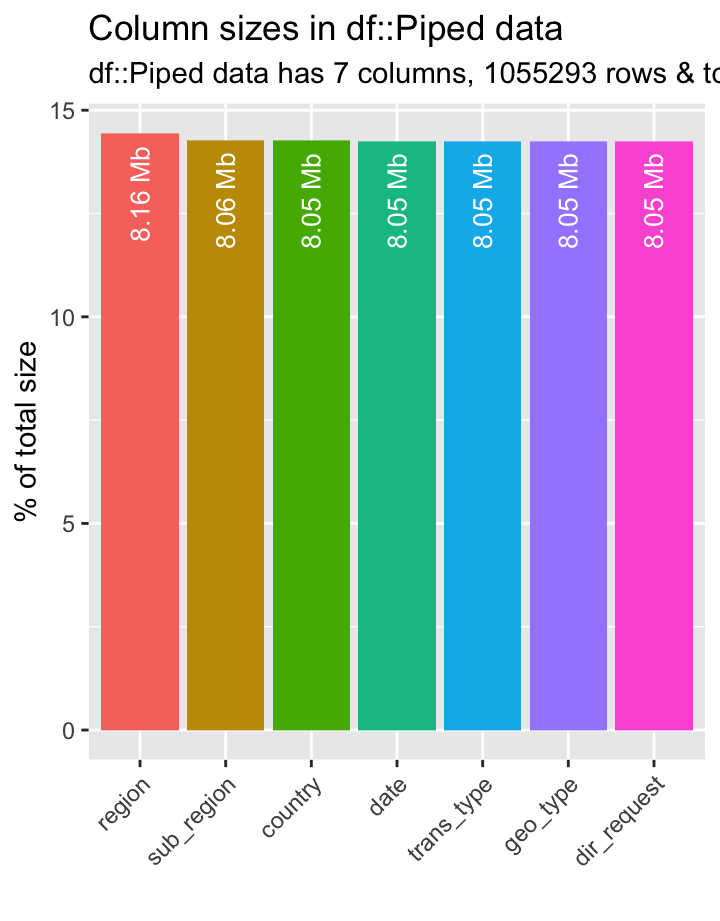 Column sizes in df::Piped data
df::Piped data has 7 columns, 1055293 rows &
15
10
5
0
% of total size
8.16 Mb
8.06 Mb
8.05 Mb
8.05 Mb
8.05 Mb
8.05 Mb
8.05 Mb
region
sub_region
country
date
trans_type
geo_type
dir_request